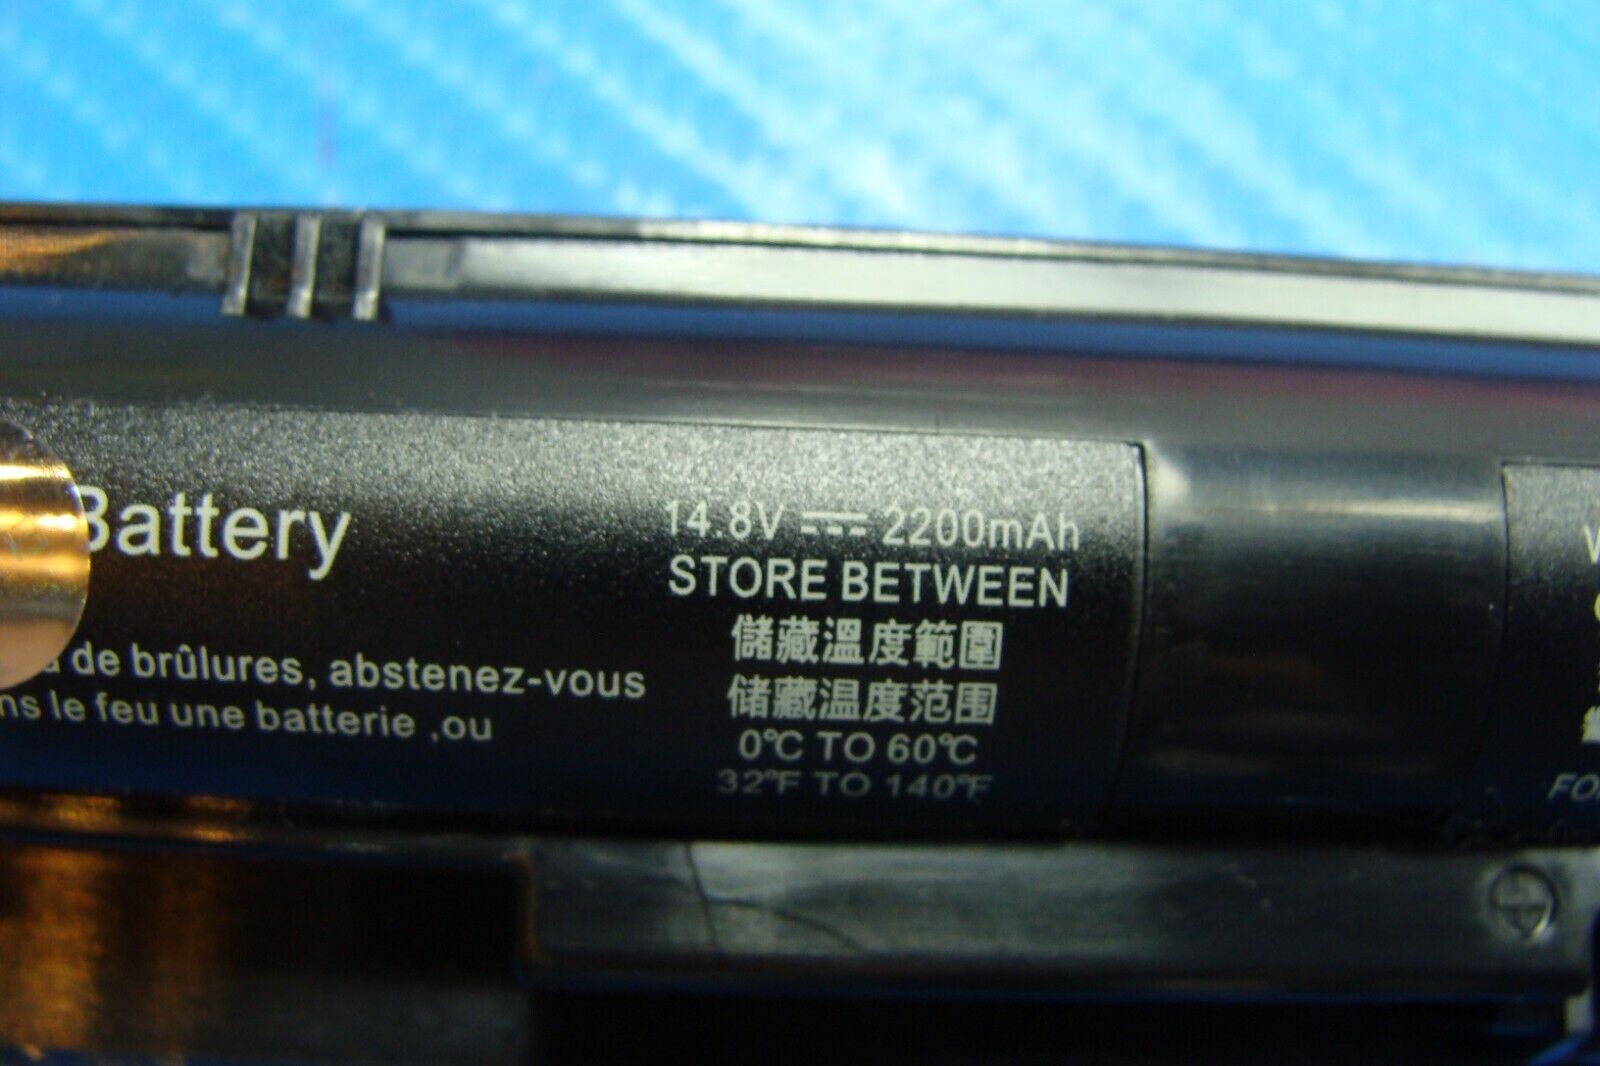 Battery
de brûlures, abstenez-vous
le feu une batterie ,ou
14.8V ⎓ 2200mAh
STORE BETWEEN
儲藏溫度範圍
储藏温度范围
0℃ TO 60℃
32℉ TO 140℉